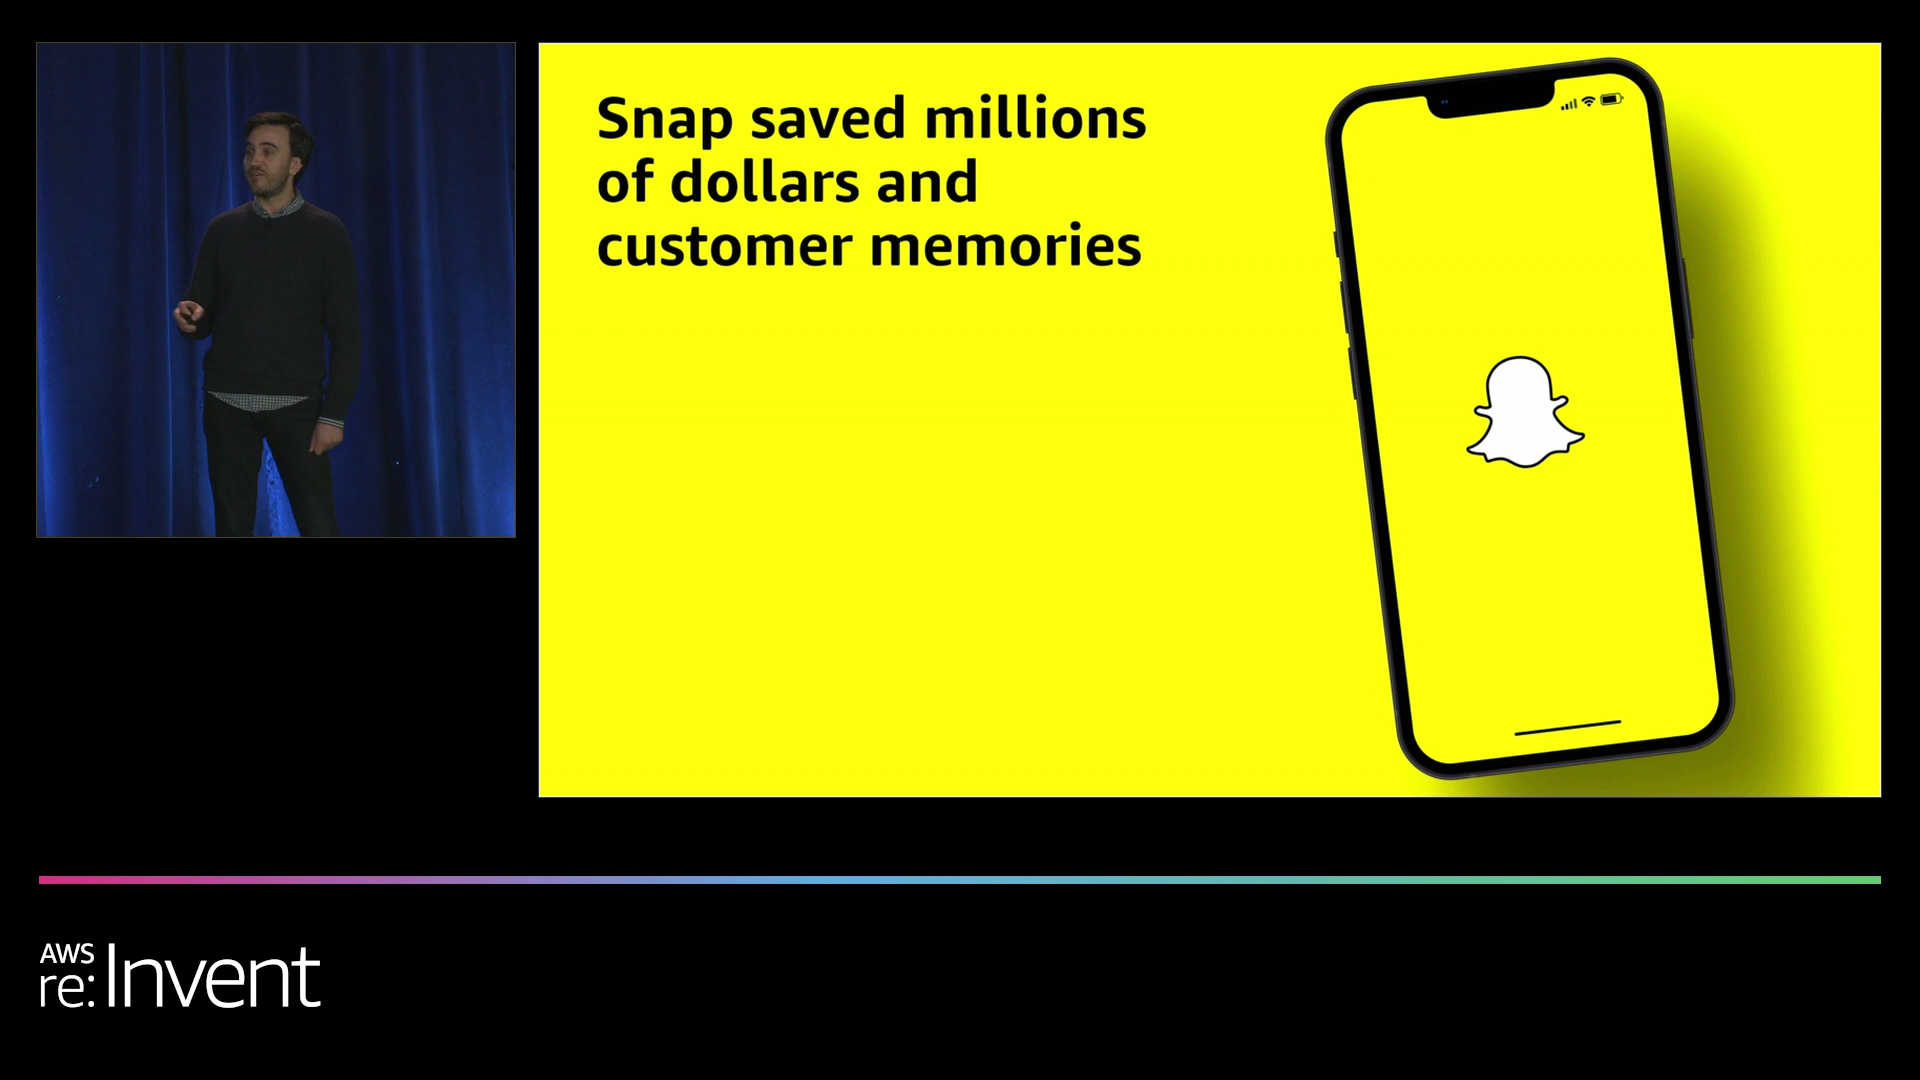 Snap saved millions
of dollars and
customer memories
AWS
re:Invent